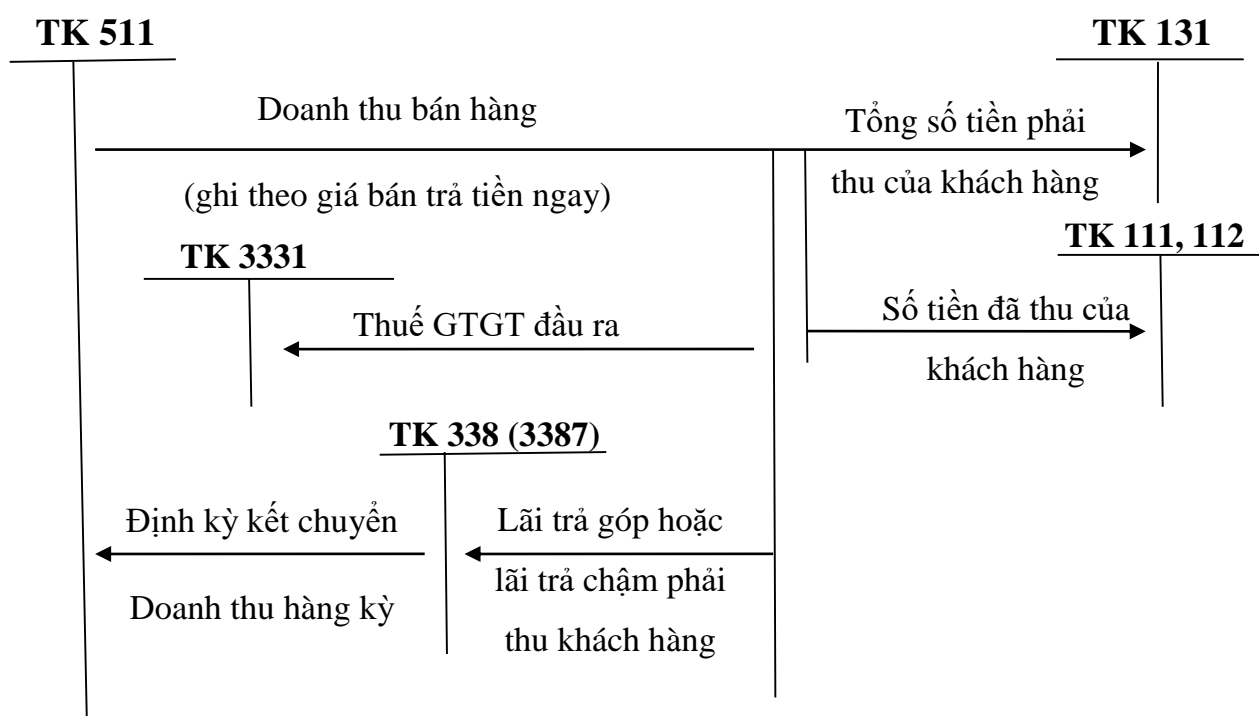 TK 511
TK 131
Doanh thu bán hàng
Tổng số tiền phải
(ghi theo giá bán trả tiền ngay)
thu của khách hàng
TK 3331
TK 111, 112
Thuế GTGT đầu ra
Số tiền đã thu của
khách hàng
TK 338 (3387)
Định kỳ kết chuyển
Lãi trả góp hoặc
Doanh thu hàng kỳ
lãi trả chậm phải
thu khách hàng